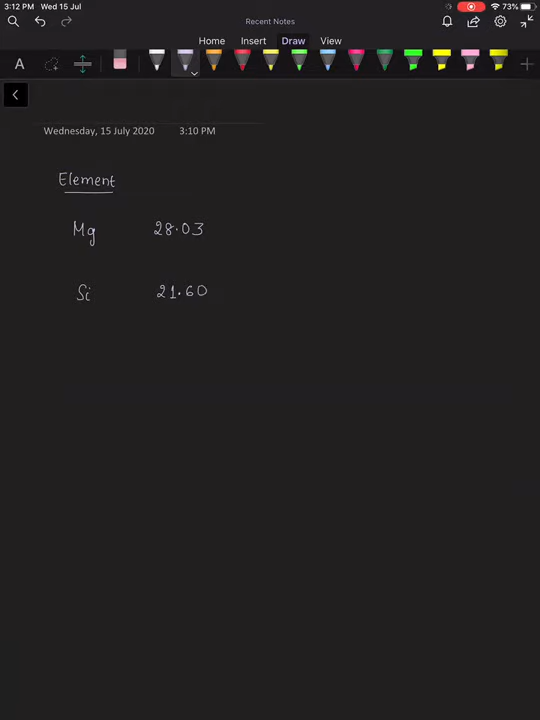 3:12 PM Wed 15 Jul 73%
Recent Notes
Home Insert Draw View
A
Wednesday, 15 July 2020 3:10 PM
Element
Mg 28.03
Si 21.60